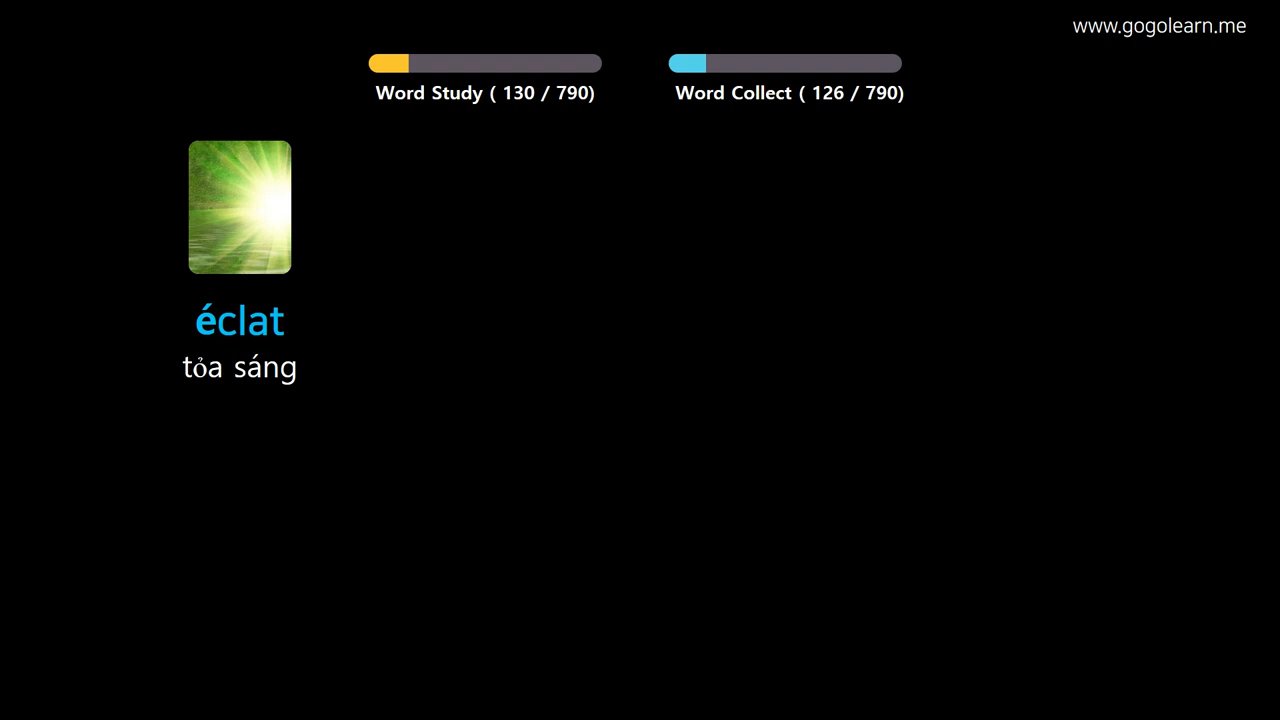 www.gogolearn.me
Word Study ( 130 / 790)
Word Collect ( 126 / 790)
éclat
tỏa sáng